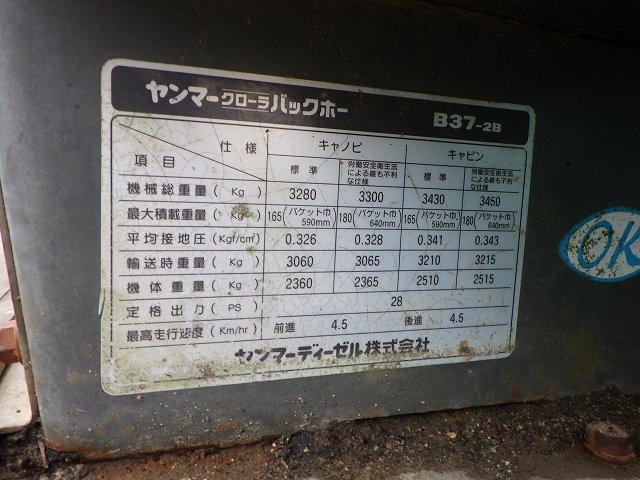 ヤンマークローラバックホー B37-2B
項目 仕様 キャノピ キャビン
標準 労働安全衛生法による最も不利な仕様 標準 労働安全衛生法による最も不利な仕様
機械総重量 (Kg) 3280 3300 3430 3450
最大積載重量 (Kg) 165(バケット巾590mm) 180(バケット巾640mm) 165(バケット巾590mm) 180(バケット巾640mm)
平均接地圧 (Kgf/cm²) 0.326 0.328 0.341 0.343
輸送時重量 (Kg) 3060 3065 3210 3215
機体重量 (Kg) 2360 2365 2510 2515
定格出力 (PS) 28
最高走行速度 (Km/hr) 前進 4.5 後進 4.5
ヤンマーディーゼル株式会社
OK